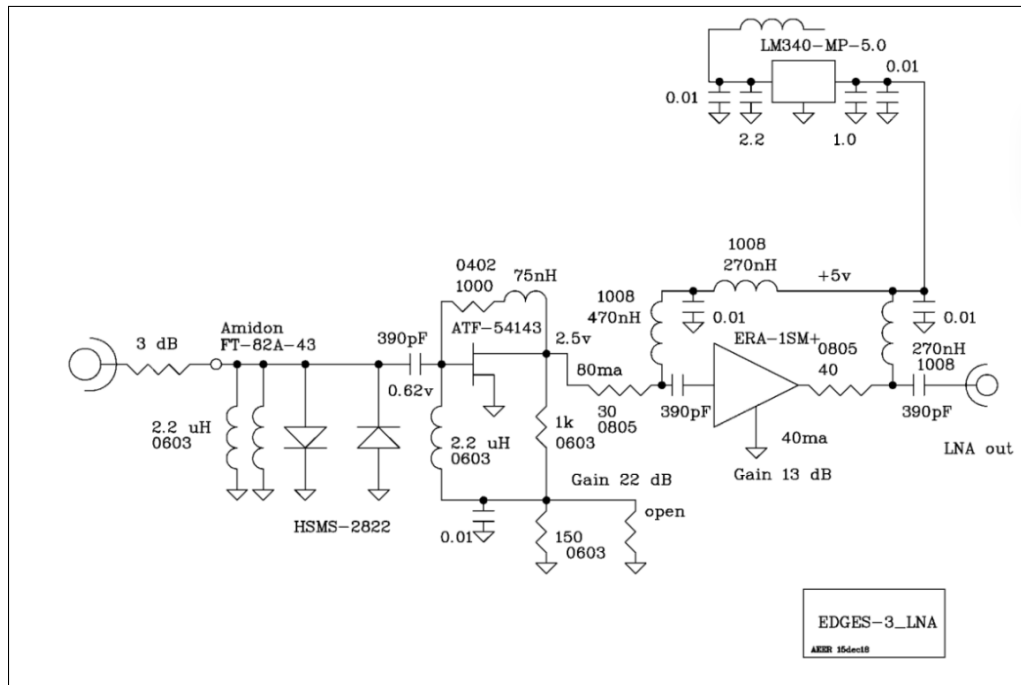 LM340-MP-5.0
0.01
0.01
2.2
1.0
1008
270nH
+5v
0402
1000
75nH
1008
470nH
0.01
0.01
3 dB
Amidon
FT-82A-43
390pF
ATF-54143
2.5v
ERA-1SM+
0805
40
270nH
1008
0.62v
80ma
30
0805
390pF
390pF
2.2 uH
0603
2.2 uH
0603
1k
0603
40ma
LNA out
Gain 22 dB
Gain 13 dB
HSMS-2822
0.01
150
0603
open
EDGES-3_LNA
AEER 15dec18